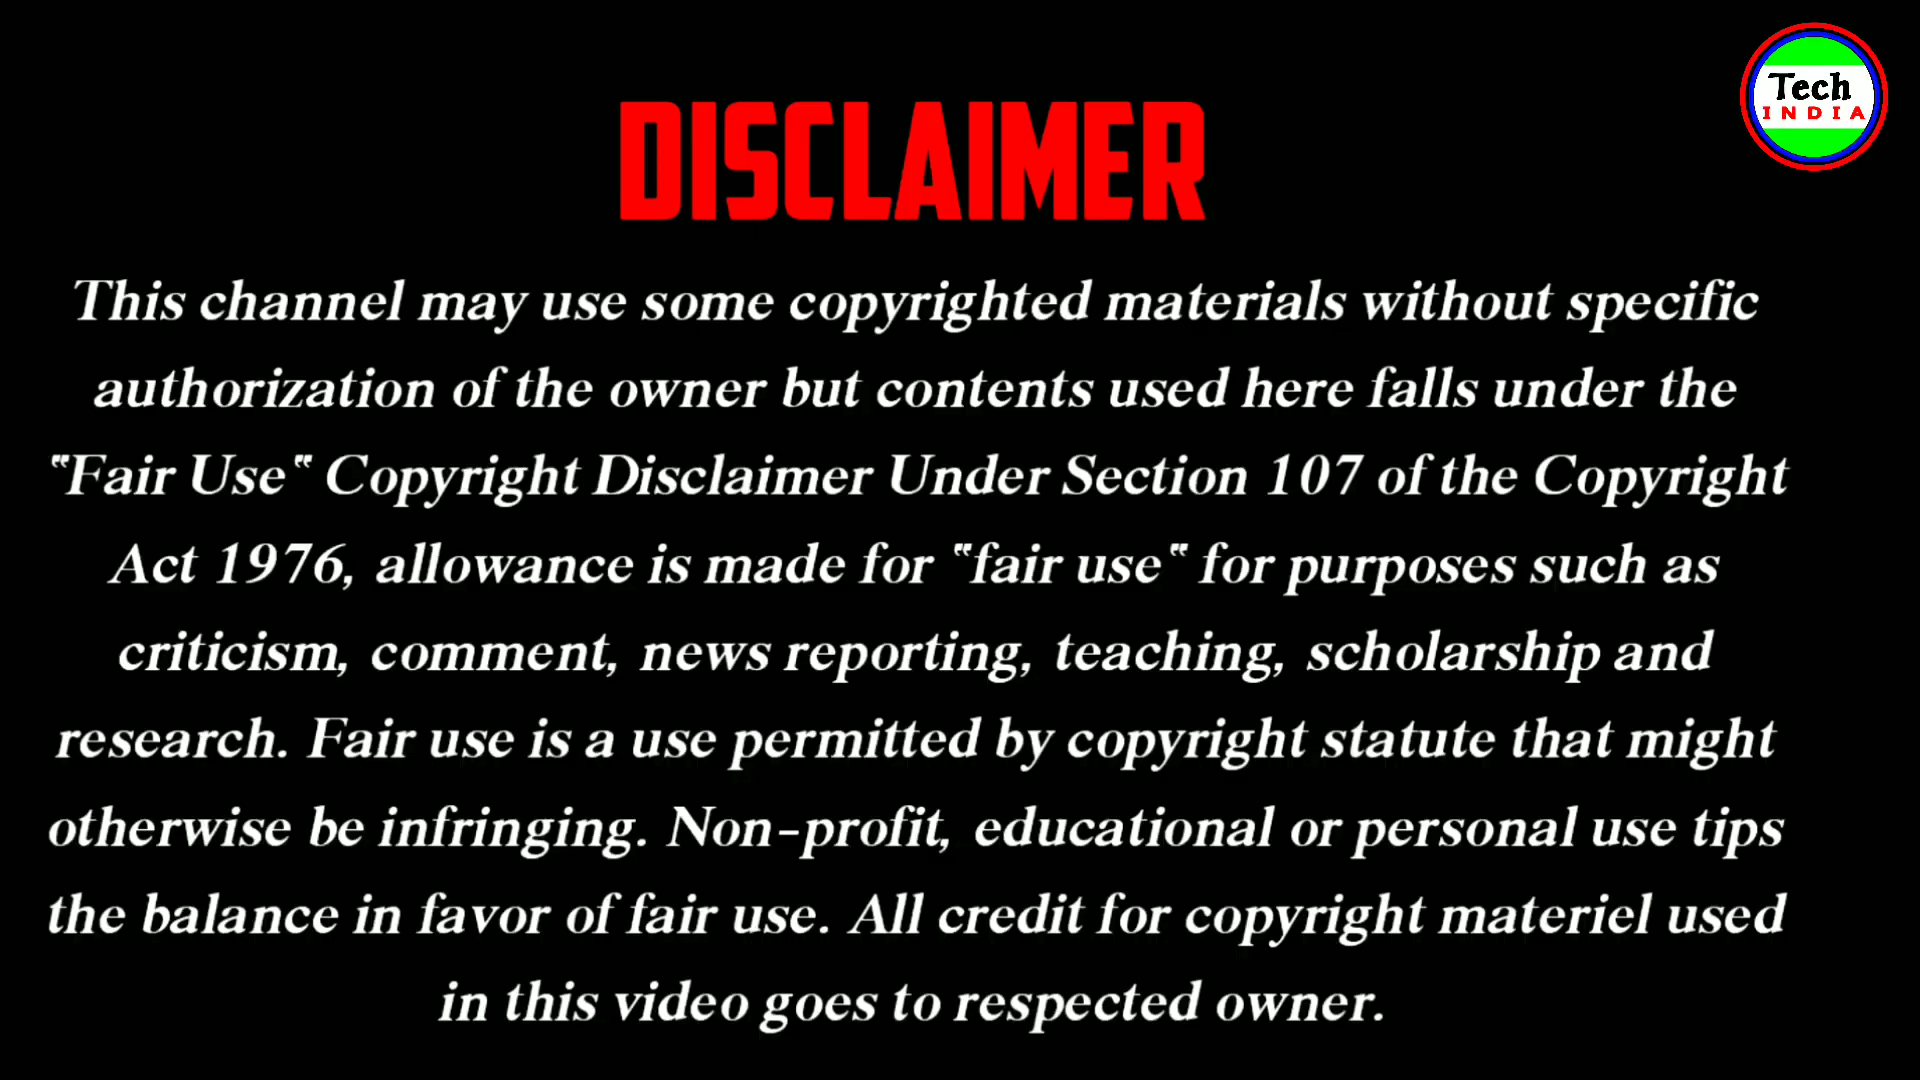 Tech
INDIA
DISCLAIMER
This channel may use some copyrighted materials without specific
authorization of the owner but contents used here falls under the
"Fair Use" Copyright Disclaimer Under Section 107 of the Copyright
Act 1976, allowance is made for "fair use" for purposes such as
criticism, comment, news reporting, teaching, scholarship and
research. Fair use is a use permitted by copyright statute that might
otherwise be infringing. Non-profit, educational or personal use tips
the balance in favor of fair use. All credit for copyright materiel used
in this video goes to respected owner.